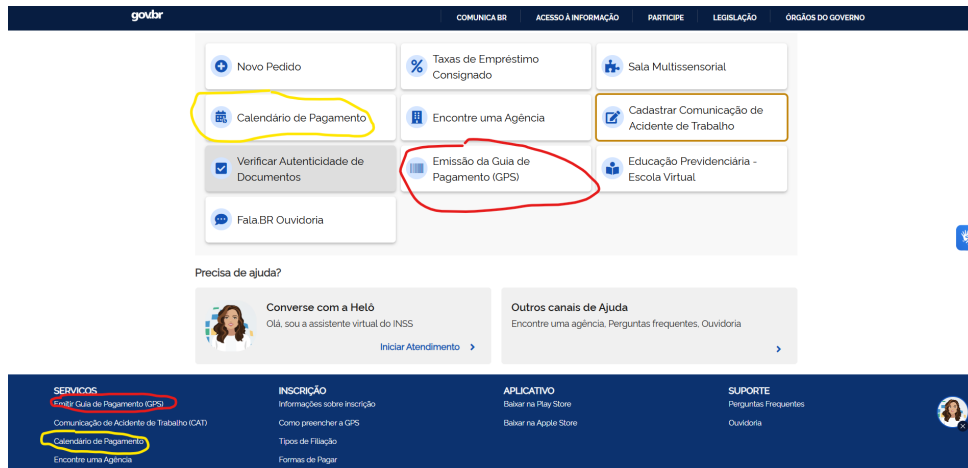 gov.br
COMUNICA BR
ACESSO À INFORMAÇÃO
PARTICIPE
LEGISLAÇÃO
ÓRGÃOS DO GOVERNO
Novo Pedido
Taxas de Empréstimo
Consignado
Sala Multissensorial
Calendário de Pagamento
Encontre uma Agência
Cadastrar Comunicação de
Acidente de Trabalho
Verificar Autenticidade de
Documentos
Emissão da Guia de
Pagamento (GPS)
Educação Previdenciária -
Escola Virtual
Fala.BR Ouvidoria
Precisa de ajuda?
Converse com a Helô
Olá, sou a assistente virtual do INSS
Iniciar Atendimento
Outros canais de Ajuda
Encontre uma agência, Perguntas frequentes, Ouvidoria
SERVIÇOS
Emitir Guia de Pagamento (GPS)
Comunicação de Acidente de Trabalho (CAT)
Calendário de Pagamento
Encontre uma Agência
INSCRIÇÃO
Informações sobre inscrição
Como preencher a GPS
Tipos de Filiação
Formas de Pagar
APLICATIVO
Baixar na Play Store
Baixar na Apple Store
SUPORTE
Perguntas Frequentes
Ouvidoria